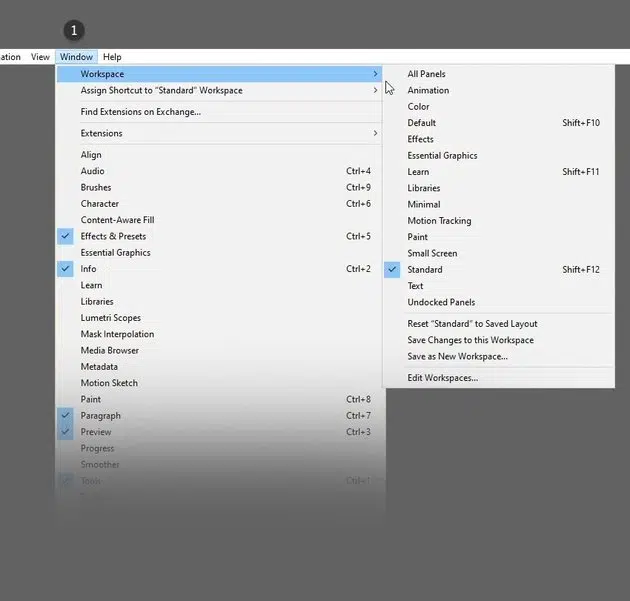 1
ation View Window Help
Workspace
Assign Shortcut to "Standard" Workspace
Find Extensions on Exchange...
Extensions
Align
Audio Ctrl+4
Brushes Ctrl+9
Character Ctrl+6
Content-Aware Fill
Effects & Presets Ctrl+5
Essential Graphics
Info Ctrl+2
Learn
Libraries
Lumetri Scopes
Mask Interpolation
Media Browser
Metadata
Motion Sketch
Paint Ctrl+8
Paragraph Ctrl+7
Preview Ctrl+3
Progress
Smoother
Tools Ctrl+1
All Panels
Animation
Color
Default Shift+F10
Effects
Essential Graphics
Learn Shift+F11
Libraries
Minimal
Motion Tracking
Paint
Small Screen
Standard Shift+F12
Text
Undocked Panels
Reset "Standard" to Saved Layout
Save Changes to this Workspace
Save as New Workspace...
Edit Workspaces...